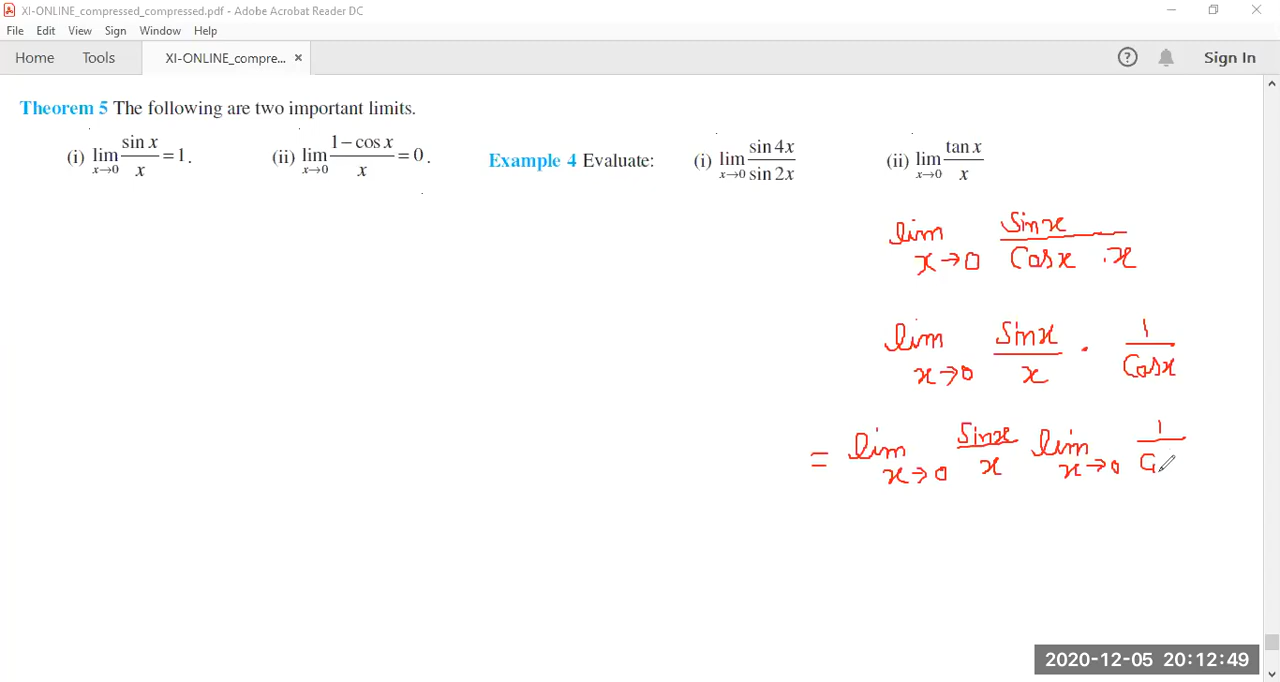 XI-ONLINE_compressed_compressed.pdf - Adobe Acrobat Reader DC
File Edit View Sign Window Help
Home Tools XI-ONLINE_compre... × Sign In
Theorem 5 The following are two important limits.
(i) lim x→0 sin x / x = 1. (ii) lim x→0 1 − cos x / x = 0. Example 4 Evaluate: (i) lim x→0 sin 4x / sin 2x (ii) lim x→0 tan x / x
lim x→0 Sinx / Cosx . x
lim x→0 Sinx / x . 1 / Cosx
= lim x→0 Sinx / x lim x→0 1 / C
2020-12-05 20:12:49